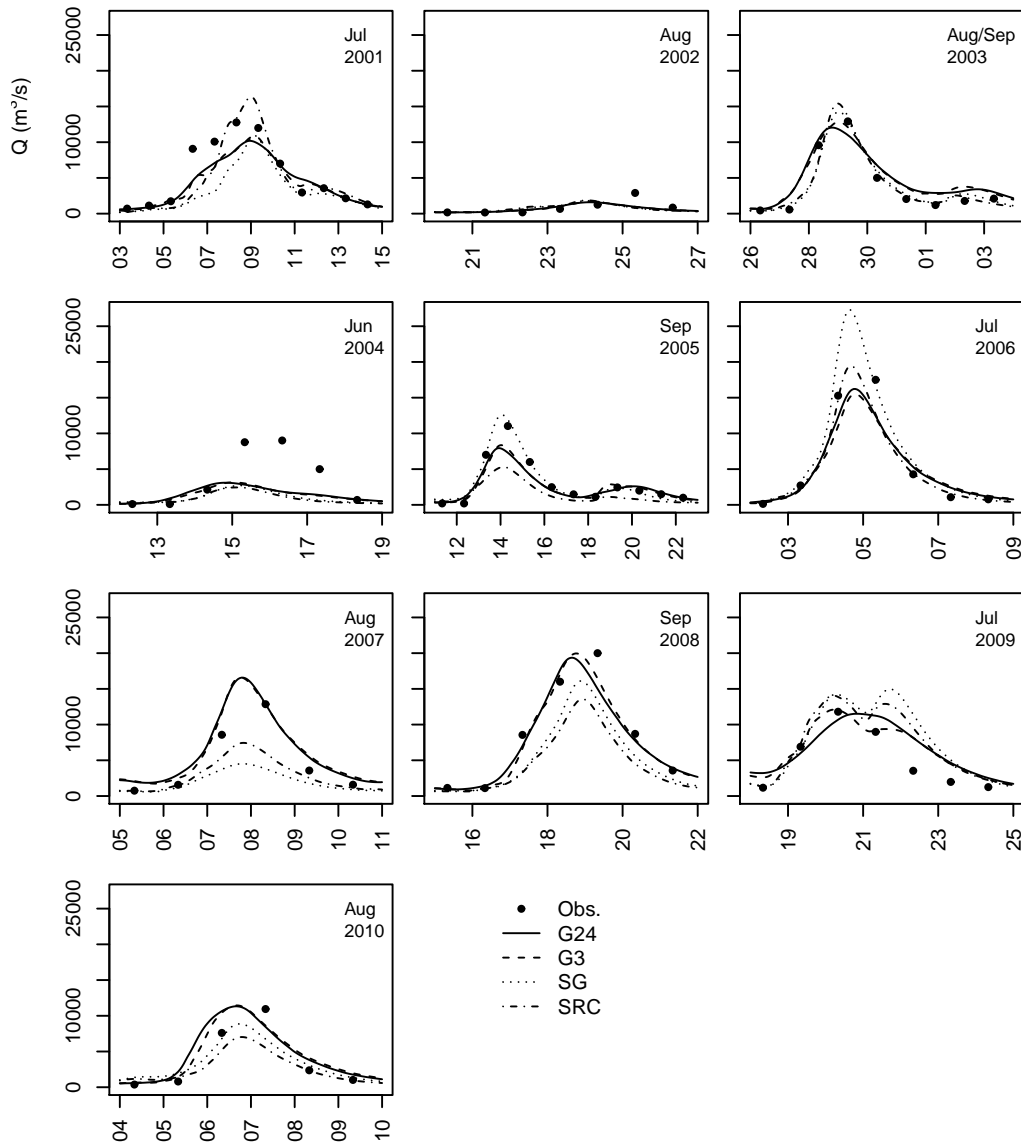 Q (m³/s)
0 10000 25000
Jul
2001
03 07 09 11 13 15
Aug
2002
21 23 25 27
Aug/Sep
2003
26 28 30 01 03
0 10000 25000
Jun
2004
13 15 17 19
Sep
2005
12 14 16 18 20 22
Jul
2006
03 05 07 09
0 10000 25000
Aug
2007
05 06 07 08 09 10 11
Sep
2008
16 18 20 22
Jul
2009
19 21 23 25
0 10000 25000
Aug
2010
04 05 06 07 08 09 10
Obs.
G24
G3
SG
SRC